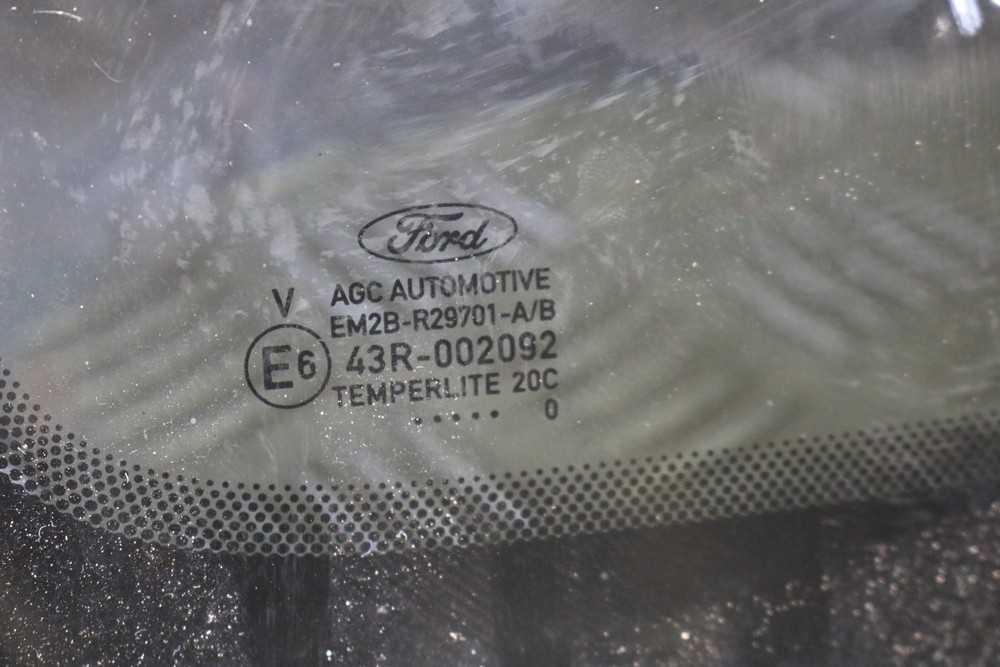 Ford
AGC AUTOMOTIVE
V
EM2B-R29701-A/B
E6
43R-002092
TEMPERLITE 20C
..... 0